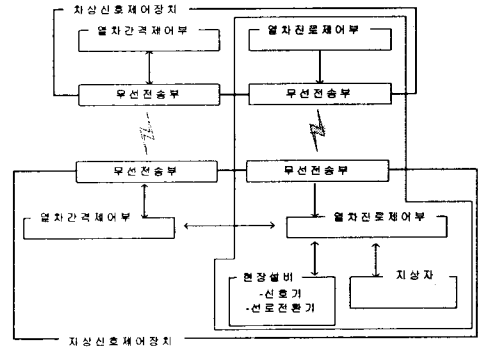 차상신호제어장치
열차간격제어부
열차진로제어부
무선전송부
무선전송부
무선전송부
무선전송부
열차간격제어부
열차진로제어부
현장설비
-신호기
-선로전환기
지상자
지상신호제어장치